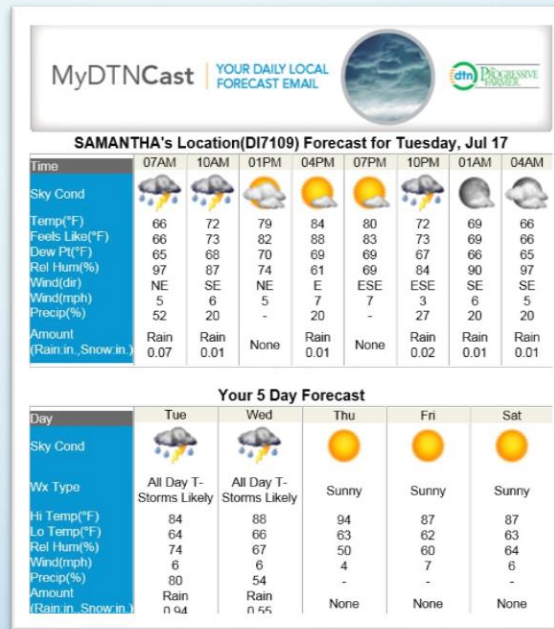 MyDTNCast YOUR DAILY LOCAL
FORECAST EMAIL
dtn PROGRESSIVE
FARMER
SAMANTHA's Location(DI7109) Forecast for Tuesday, Jul 17
Time 07AM 10AM 01PM 04PM 07PM 10PM 01AM 04AM
Sky Cond
Temp(°F) 66 72 79 84 80 72 69 66
Feels Like(°F) 66 73 82 88 83 73 69 66
Dew Pt(°F) 65 68 70 69 69 67 66 65
Rel Hum(%) 97 87 74 61 69 84 90 97
Wind(dir) NE SE NE E ESE ESE SE SE
Wind(mph) 5 6 5 7 7 3 6 5
Precip(%) 52 20 - 20 - 27 20 20
Amount Rain Rain None Rain None Rain Rain Rain
(Rain:in.,Snow:in.) 0.07 0.01 0.01 0.02 0.01 0.01
Your 5 Day Forecast
Day Tue Wed Thu Fri Sat
Sky Cond
Wx Type All Day T- All Day T- Sunny Sunny Sunny
Storms Likely Storms Likely
Hi Temp(°F) 84 88 94 87 87
Lo Temp(°F) 64 66 63 62 63
Rel Hum(%) 74 67 50 60 64
Wind(mph) 6 6 4 7 6
Precip(%) 80 54 - - -
Amount Rain Rain None None None
(Rain:in.,Snow:in.) 0.94 0.55